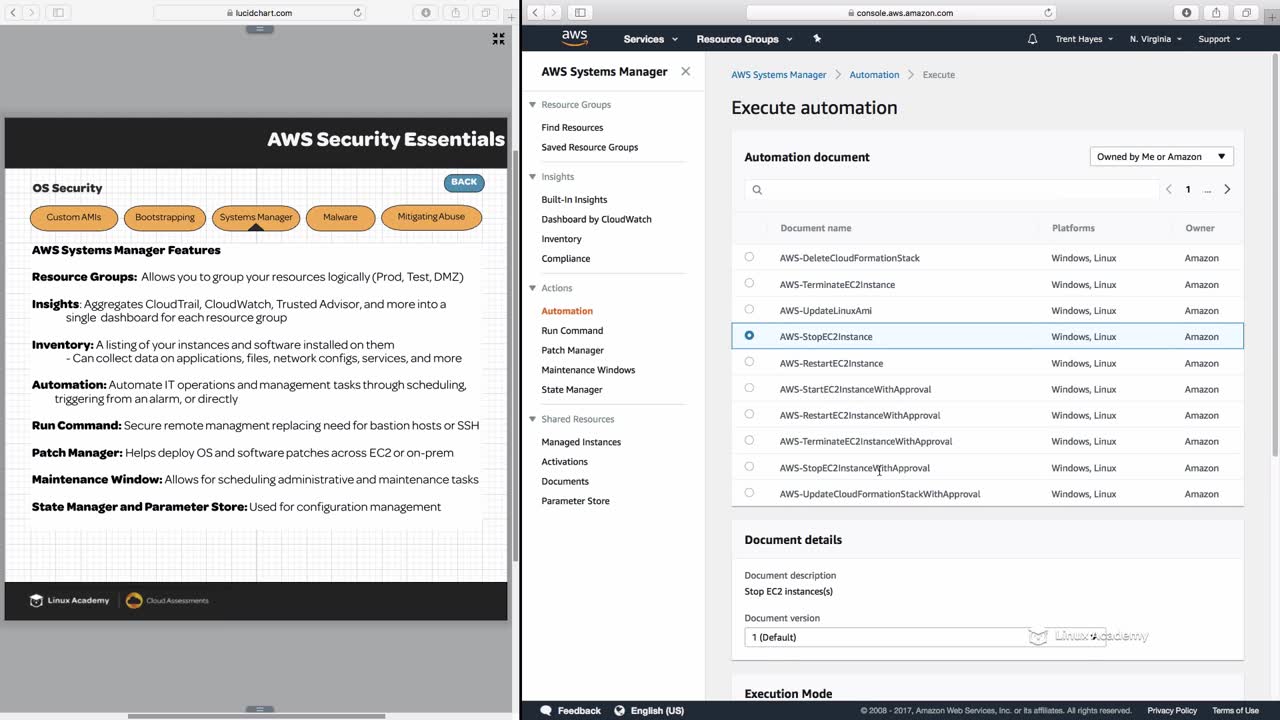 lucidchart.com
AWS Security Essentials
OS Security
BACK
Custom AMIs
Bootstrapping
Systems Manager
Malware
Mitigating Abuse
AWS Systems Manager Features
Resource Groups: Allows you to group your resources logically (Prod, Test, DMZ)
Insights: Aggregates CloudTrail, CloudWatch, Trusted Advisor, and more into a
single dashboard for each resource group
Inventory: A listing of your instances and software installed on them
- Can collect data on applications, files, network configs, services, and more
Automation: Automate IT operations and management tasks through scheduling,
triggering from an alarm, or directly
Run Command: Secure remote managment replacing need for bastion hosts or SSH
Patch Manager: Helps deploy OS and software patches across EC2 or on-prem
Maintenance Window: Allows for scheduling administrative and maintenance tasks
State Manager and Parameter Store: Used for configuration management
Linux Academy
Cloud Assessments
console.aws.amazon.com
aws
Services
Resource Groups
Trent Hayes
N. Virginia
Support
AWS Systems Manager
Resource Groups
Find Resources
Saved Resource Groups
Insights
Built-In Insights
Dashboard by CloudWatch
Inventory
Compliance
Actions
Automation
Run Command
Patch Manager
Maintenance Windows
State Manager
Shared Resources
Managed Instances
Activations
Documents
Parameter Store
AWS Systems Manager > Automation > Execute
Execute automation
Automation document
Owned by Me or Amazon
1 ...
Document name Platforms Owner
AWS-DeleteCloudFormationStack Windows, Linux Amazon
AWS-TerminateEC2Instance Windows, Linux Amazon
AWS-UpdateLinuxAmi Windows, Linux Amazon
AWS-StopEC2Instance Windows, Linux Amazon
AWS-RestartEC2Instance Windows, Linux Amazon
AWS-StartEC2InstanceWithApproval Windows, Linux Amazon
AWS-RestartEC2InstanceWithApproval Windows, Linux Amazon
AWS-TerminateEC2InstanceWithApproval Windows, Linux Amazon
AWS-StopEC2InstanceWithApproval Windows, Linux Amazon
AWS-UpdateCloudFormationStackWithApproval Windows, Linux Amazon
Document details
Document description
Stop EC2 instances(s)
Document version
1 (Default)
Linux Academy
Execution Mode
Feedback
English (US)
© 2008 - 2017, Amazon Web Services, Inc. or its affiliates. All rights reserved.
Privacy Policy
Terms of Use